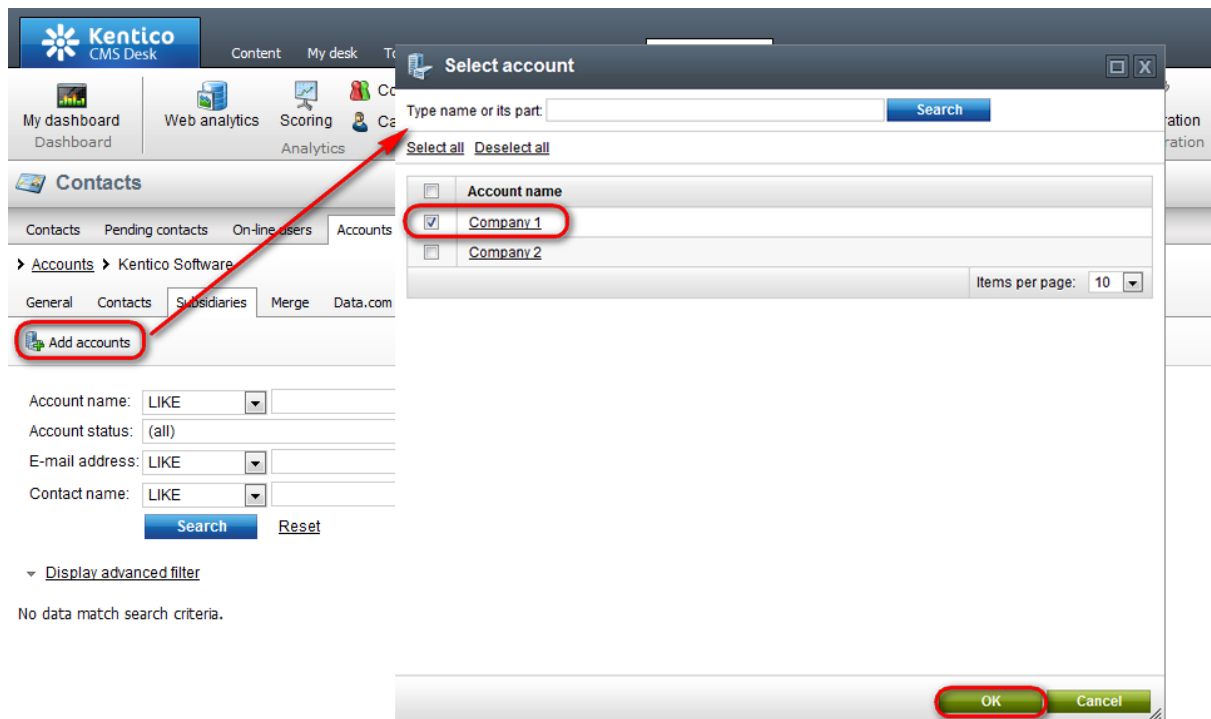 Kentico
CMS Desk
Content My desk
Select account
My dashboard
Dashboard
Web analytics
Scoring
Analytics
Type name or its part: Search
Select all Deselect all
Contacts
Account name
Contacts Pending contacts On-line users Accounts
Company 1
Accounts Kentico Software
Company 2
Items per page: 10
General Contacts Subsidiaries Merge Data.com
Add accounts
Account name: LIKE
Account status: (all)
E-mail address: LIKE
Contact name: LIKE
Search Reset
Display advanced filter
No data match search criteria.
OK Cancel